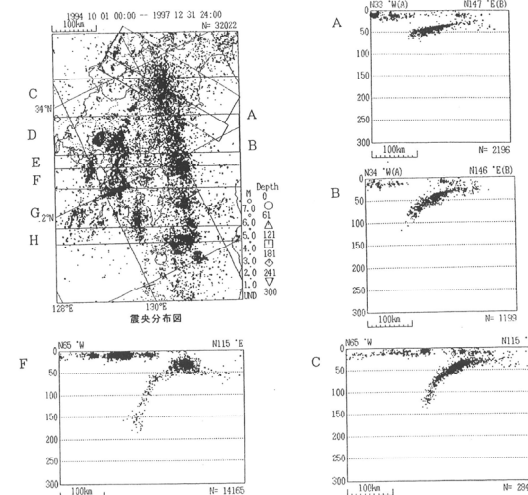 1994 10 01 00:00 -- 1997 12 31 24:00
100km
N= 32022
C
34°N
D
E
F
G
2°N
H
A
B
M
7.0
6.0
5.0
4.0
3.0
2.0
1.0
UND
Depth
0
61
121
181
241
300
128°E
130°E
震央分布図
A
N33 °W(A)
N147 °E(B)
0
50
100
150
200
250
300
100km
N= 2196
B
N34 °W(A)
N146 °E(B)
0
50
100
150
200
250
300
100km
N= 1199
F
N65 °W
N115 °E
0
50
100
150
200
250
300
100km
N= 14165
C
N65 °W
N115 °
0
50
100
150
200
250
300
100km
N= 284